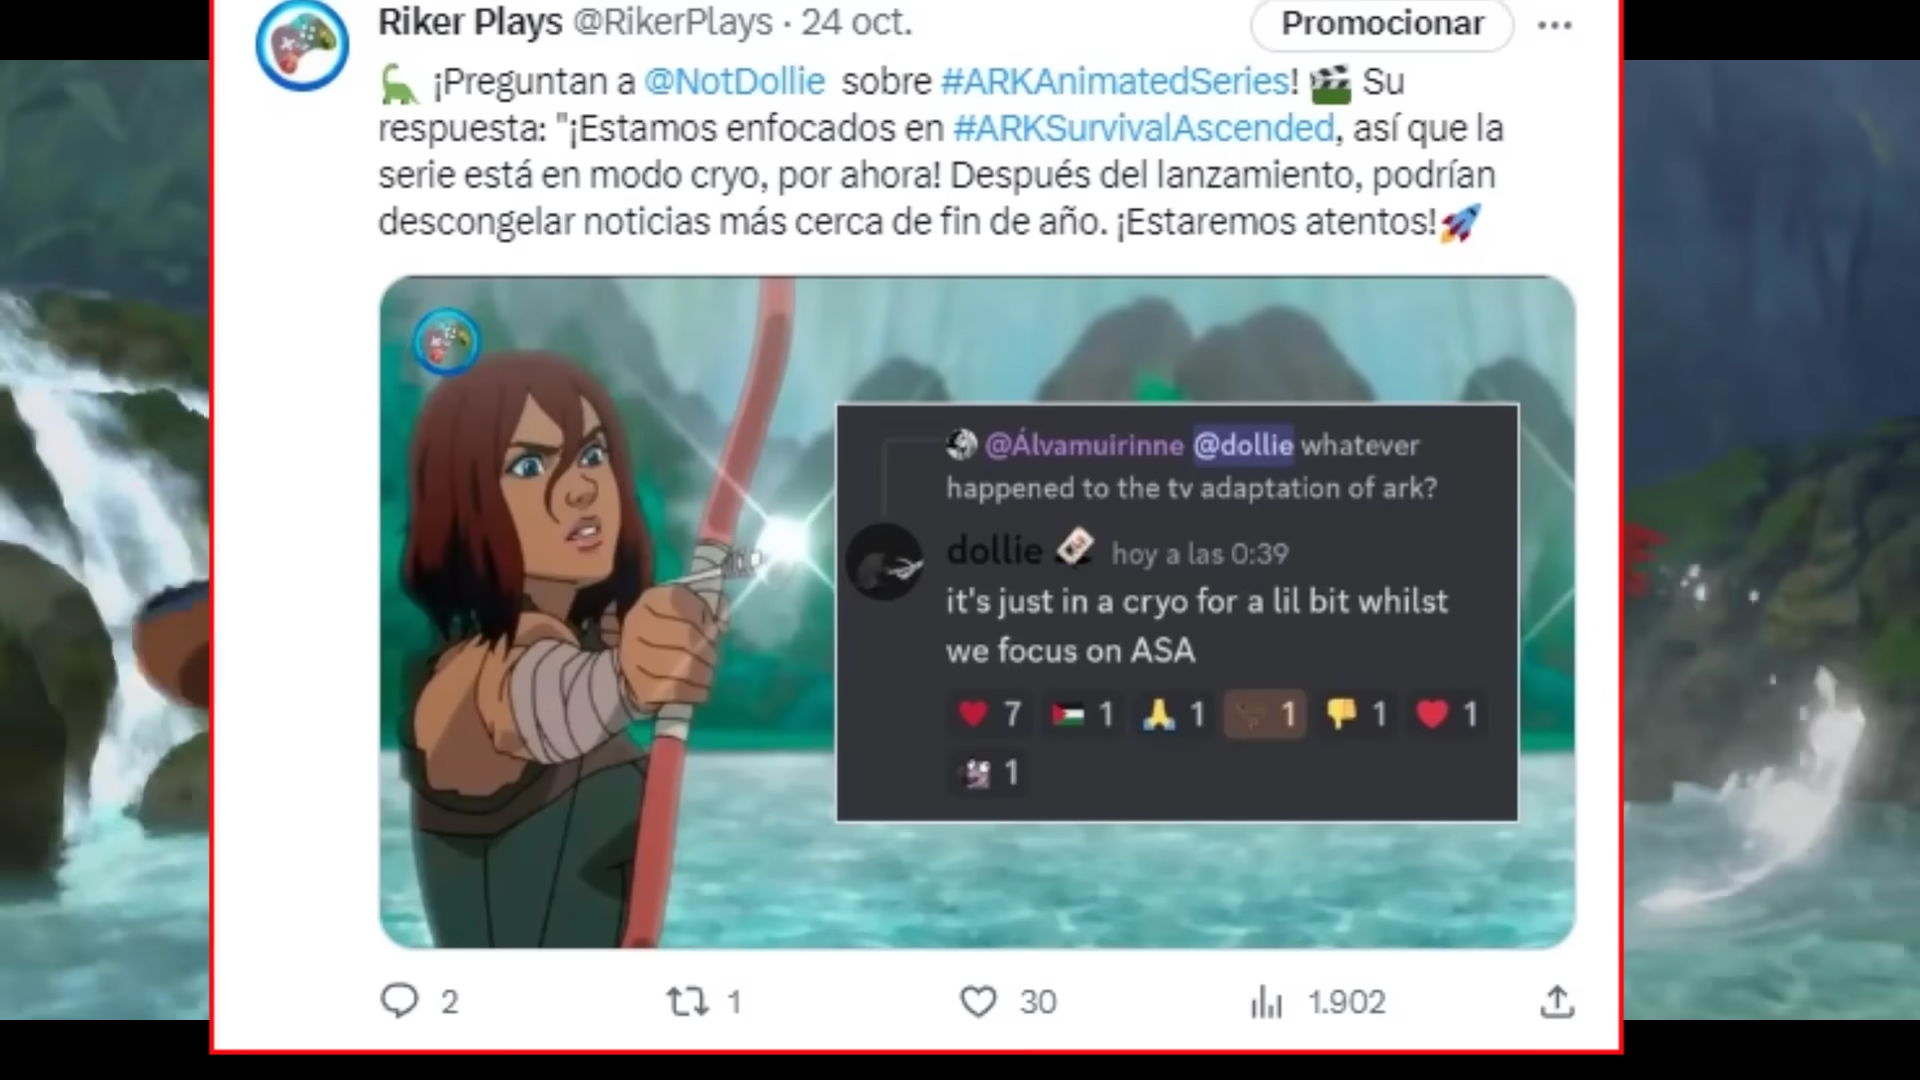 Riker Plays @RikerPlays · 24 oct.
Promocionar
🦕 ¡Preguntan a @NotDollie sobre #ARKAnimatedSeries! 🎬 Su
respuesta: "¡Estamos enfocados en #ARKSurvivalAscended, así que la
serie está en modo cryo, por ahora! Después del lanzamiento, podrían
descongelar noticias más cerca de fin de año. ¡Estaremos atentos!🚀
@Álvamuirinne @dollie whatever
happened to the tv adaptation of ark?
dollie hoy a las 0:39
it's just in a cryo for a lil bit whilst
we focus on ASA
❤️ 7 🇵🇸 1 🙏 1 1 👎 1 ❤️ 1
1
2 1 30 1.902